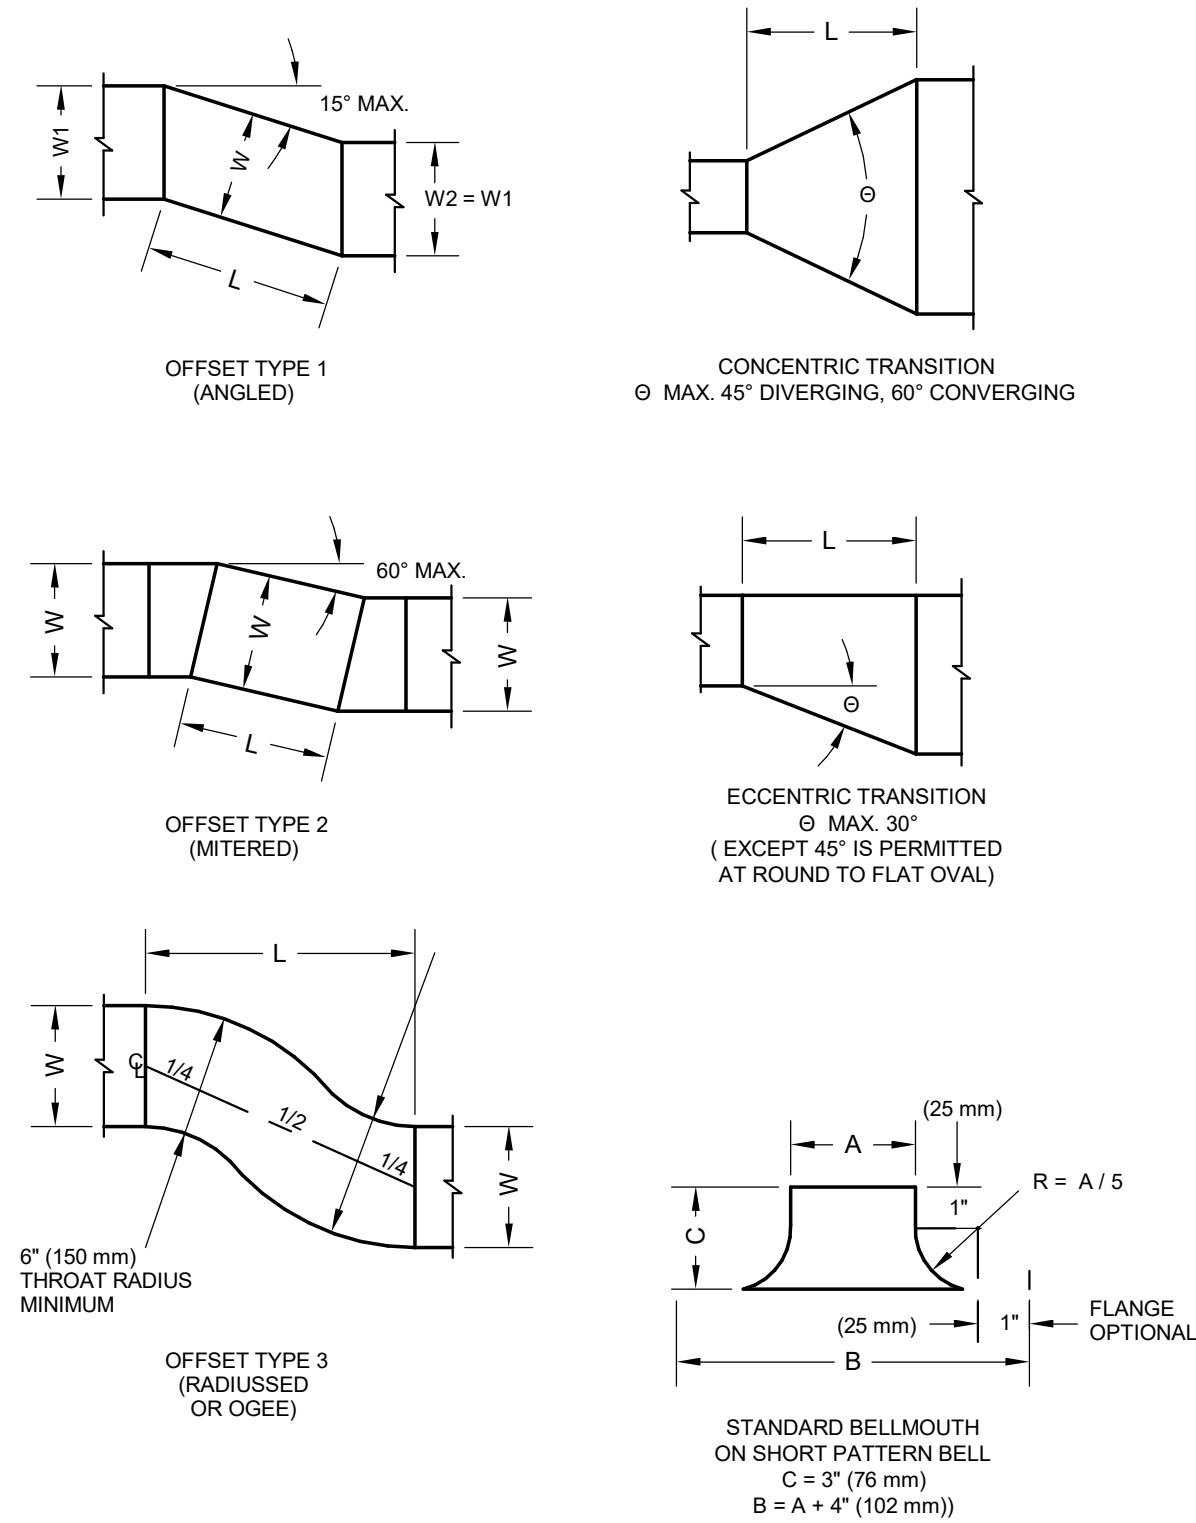 W1
15° MAX.
W
W2 = W1
L
OFFSET TYPE 1
(ANGLED)
L
Θ
CONCENTRIC TRANSITION
Θ MAX. 45° DIVERGING, 60° CONVERGING
W
60° MAX.
W
W
L
OFFSET TYPE 2
(MITERED)
L
Θ
ECCENTRIC TRANSITION
Θ MAX. 30°
( EXCEPT 45° IS PERMITTED
AT ROUND TO FLAT OVAL)
L
W
℄
1/4
1/2
1/4
W
6" (150 mm)
THROAT RADIUS
MINIMUM
OFFSET TYPE 3
(RADIUSSED
OR OGEE)
(25 mm)
A
R = A / 5
1"
C
(25 mm)
1"
FLANGE
OPTIONAL
B
STANDARD BELLMOUTH
ON SHORT PATTERN BELL
C = 3" (76 mm)
B = A + 4" (102 mm))